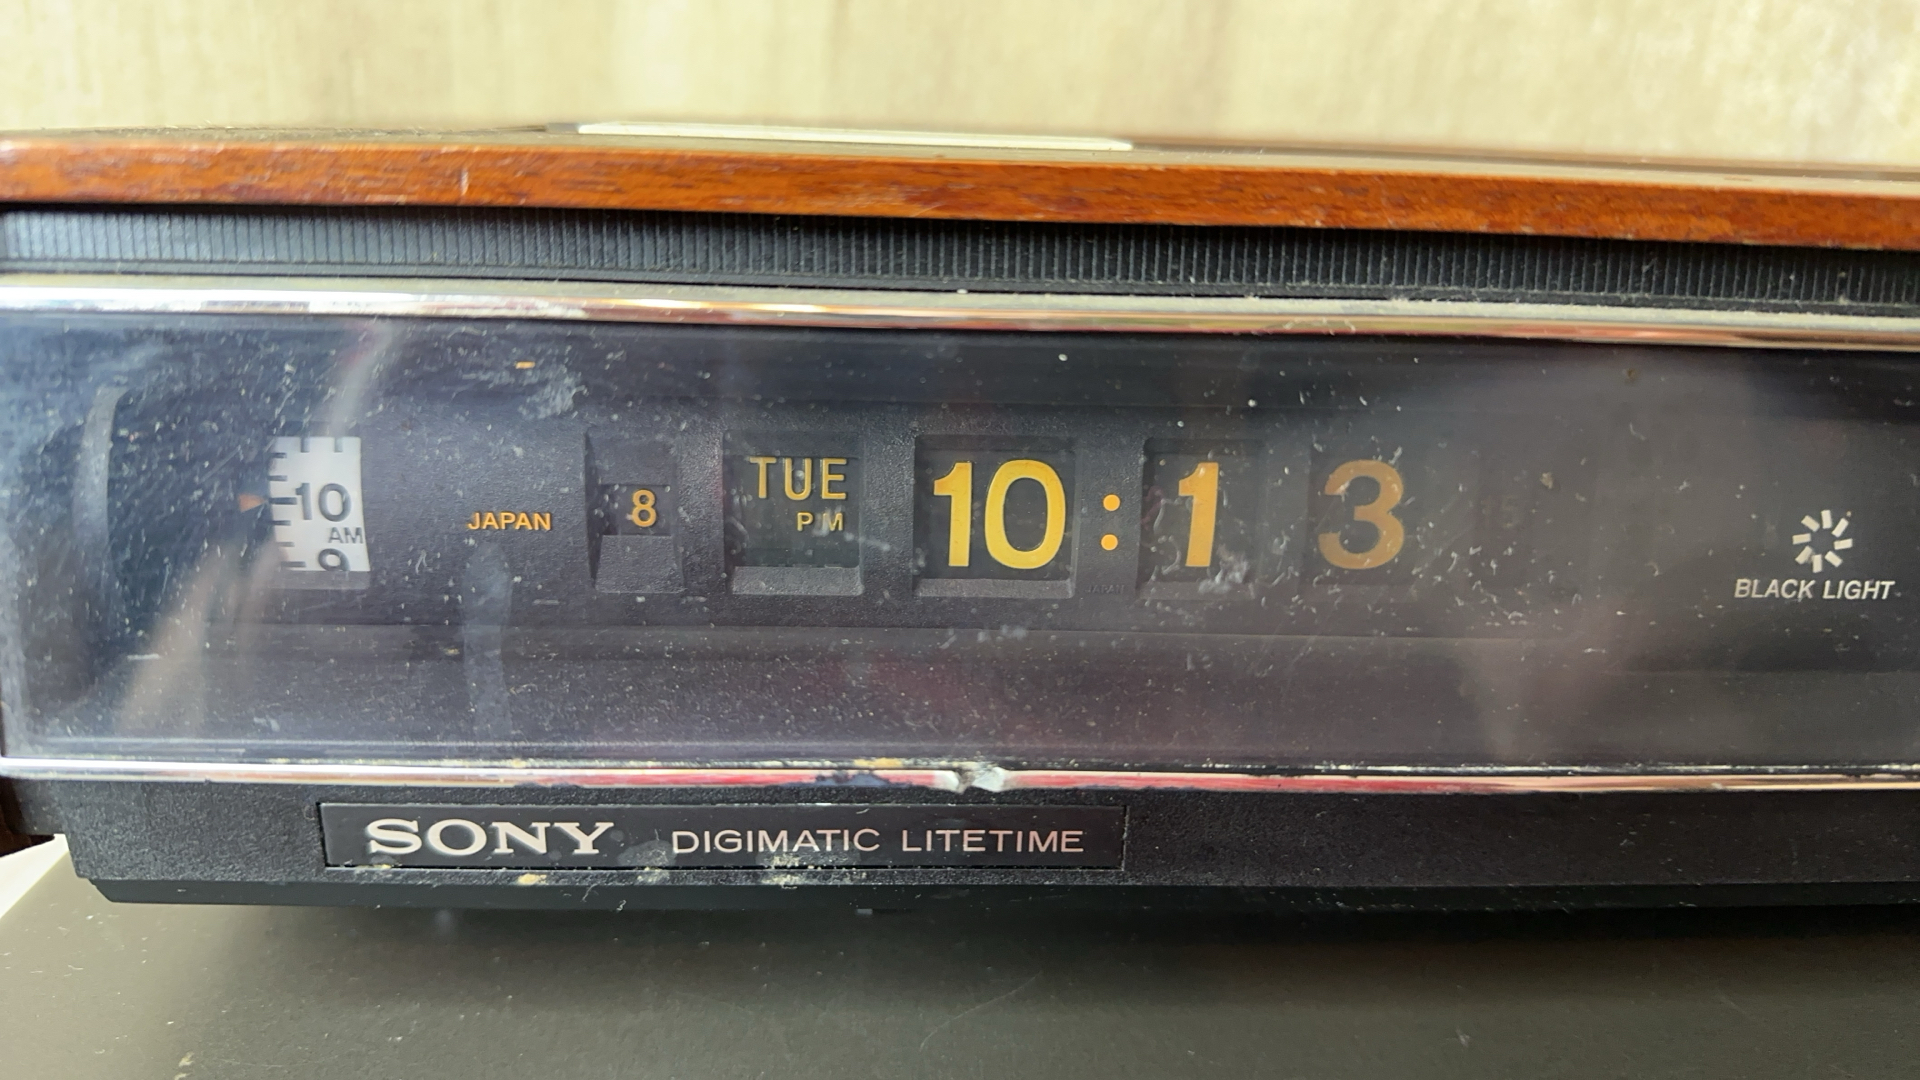 10
AM
9
JAPAN
8
TUE
PM
10:13
BLACK LIGHT
SONY DIGIMATIC LITETIME